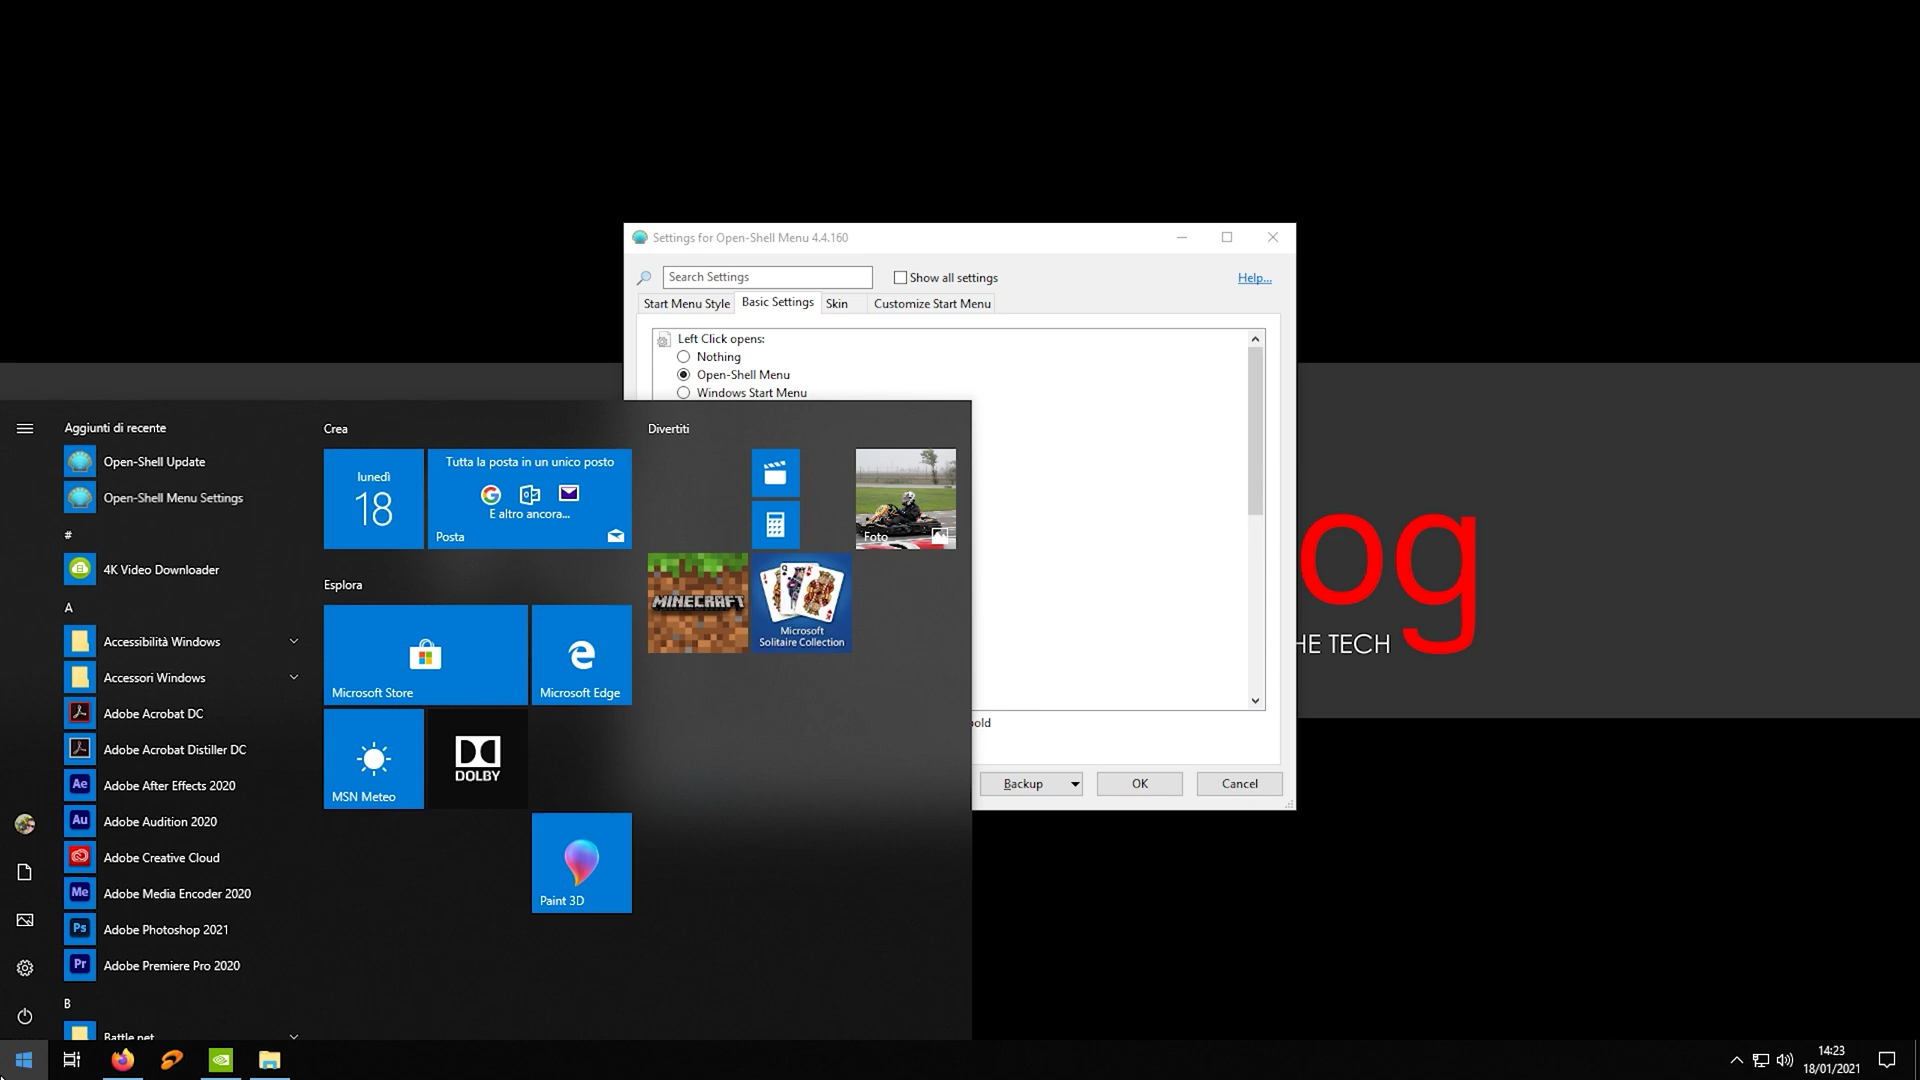 Settings for Open-Shell Menu 4.4.160
Search Settings
Show all settings
Help...
Start Menu Style
Basic Settings
Skin
Customize Start Menu
Left Click opens:
Nothing
Open-Shell Menu
Windows Start Menu
Backup
OK
Cancel
og
HE TECH
Aggiunti di recente
Open-Shell Update
Open-Shell Menu Settings
#
4K Video Downloader
A
Accessibilità Windows
Accessori Windows
Adobe Acrobat DC
Adobe Acrobat Distiller DC
Ae
Adobe After Effects 2020
Au
Adobe Audition 2020
Adobe Creative Cloud
Me
Adobe Media Encoder 2020
Ps
Adobe Photoshop 2021
Pr
Adobe Premiere Pro 2020
B
Battle.net
Crea
lunedì
18
Tutta la posta in un unico posto
E altro ancora...
Posta
Esplora
Microsoft Store
Microsoft Edge
MSN Meteo
DOLBY
Paint 3D
Divertiti
Foto
MINECRAFT
Microsoft
Solitaire Collection
14:23
18/01/2021